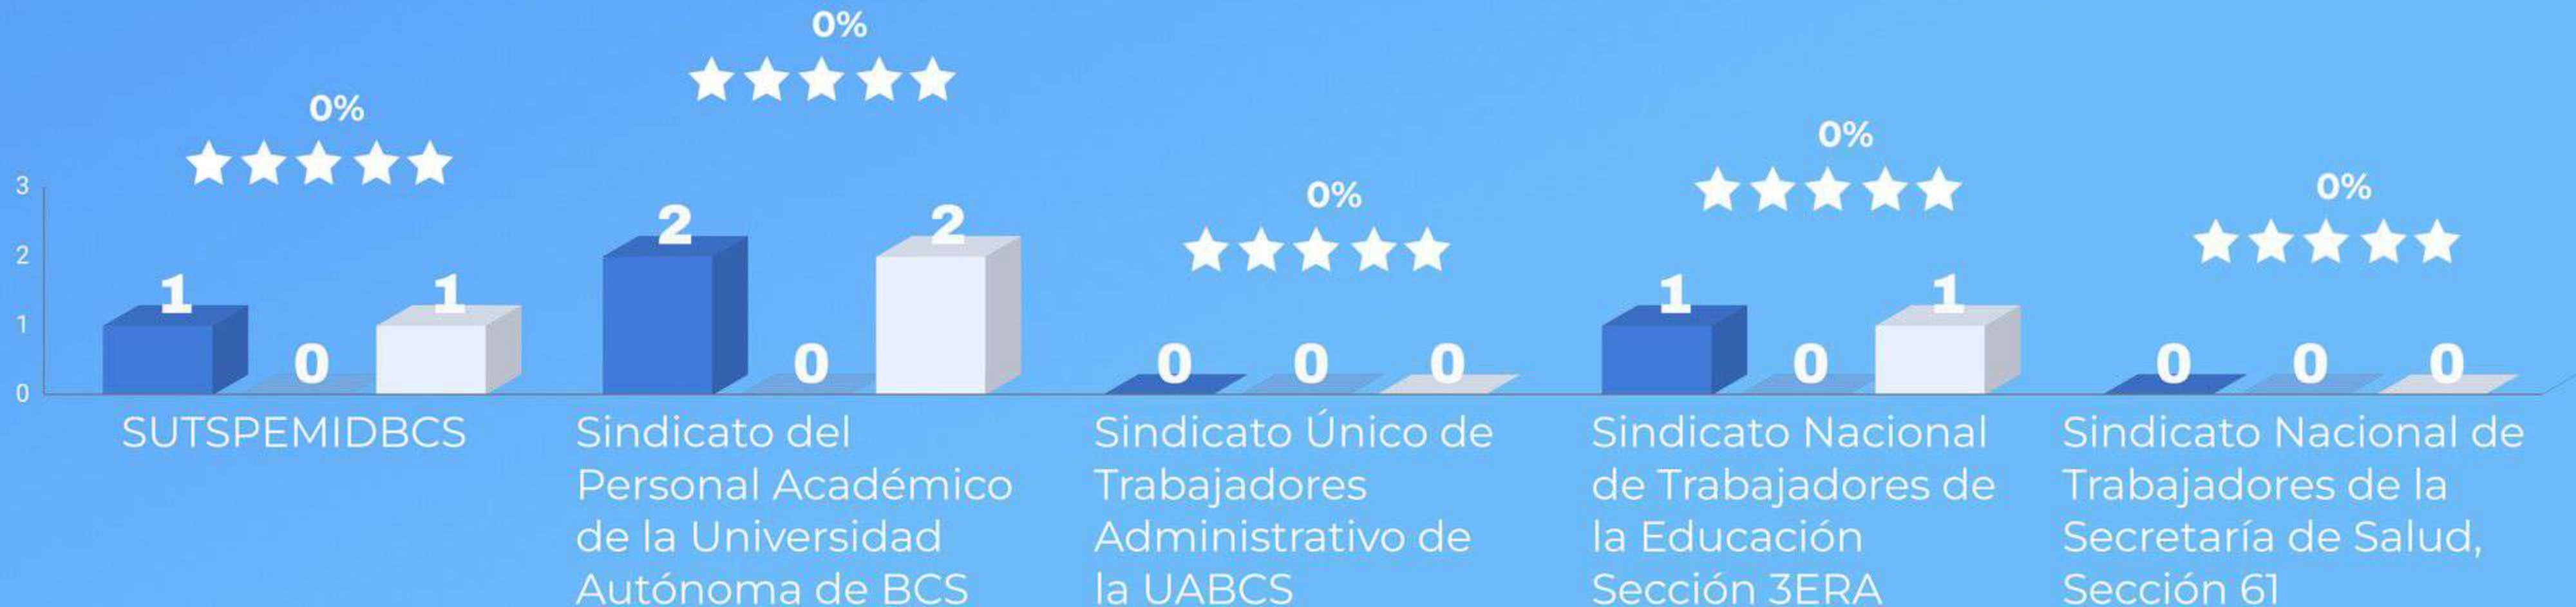 0%
0%
0%
0%
0%
3
2
1
0
1 0 1
2 0 2
0 0 0
1 0 1
0 0 0
SUTSPEMIDBCS
Sindicato del
Personal Académico
de la Universidad
Autónoma de BCS
Sindicato Único de
Trabajadores
Administrativo de
la UABCS
Sindicato Nacional
de Trabajadores de
la Educación
Sección 3ERA
Sindicato Nacional de
Trabajadores de la
Secretaría de Salud,
Sección 61